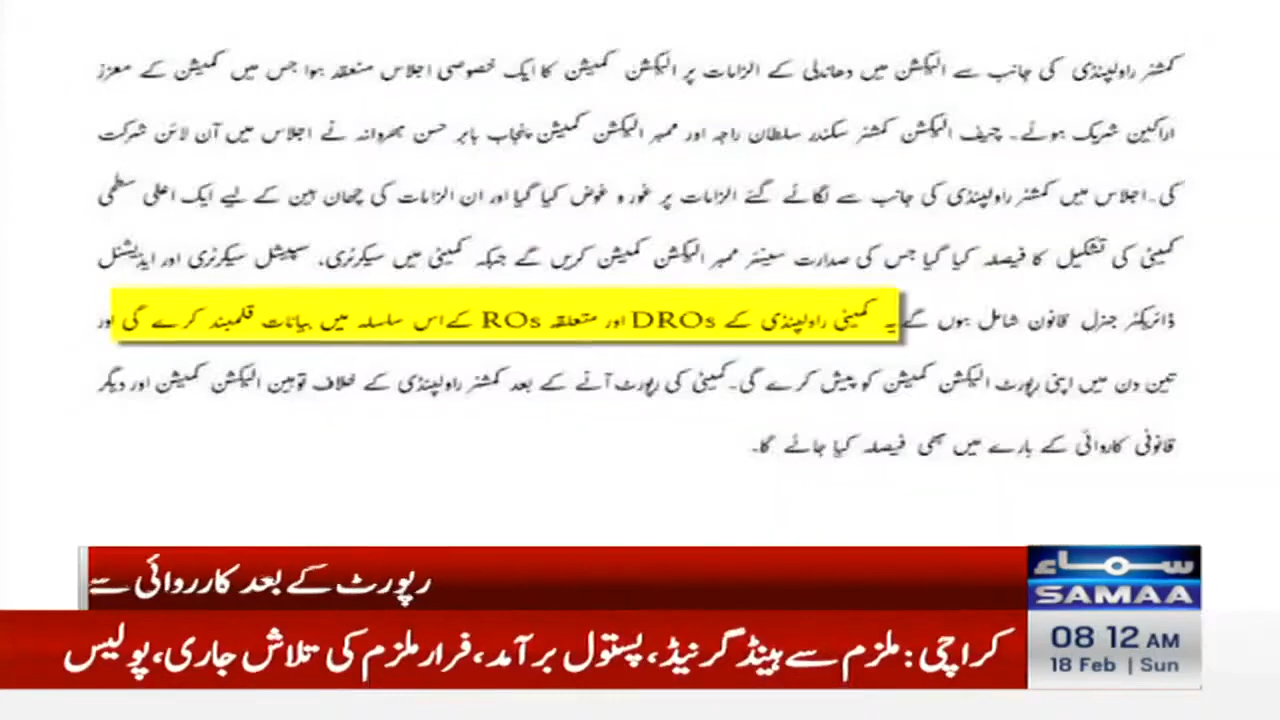 کمشنر راولپنڈی کی جانب سے الیکشن میں دھاندلی کے الزامات پر الیکشن کمیشن کا ایک خصوصی اجلاس منعقد ہوا جس میں کمیشن کے معزز
اراکین شریک ہوئے۔ چیف الیکشن کمشنر سکندر سلطان راجہ اور ممبر الیکشن کمیشن پنجاب بابر حسن بھروانہ نے اجلاس میں آن لائن شرکت
کی۔ اجلاس میں کمشنر راولپنڈی کی جانب سے لگائے گئے الزامات پر غور و غوض کیا گیا اور ان الزامات کی چھان بین کے لیے ایک اعلی سطحی
کمیٹی کی تشکیل کا فیصلہ کیا گیا جس کی صدارت سینئر ممبر الیکشن کمیشن کریں گے جبکہ کمیٹی میں سیکرٹری، سپیشل سیکرٹری اور ایڈیشنل
ڈائریکٹر جنرل قانون شامل ہوں گے یہ کمیٹی راولپنڈی کے DROs اور متعلقہ ROs کے اس سلسلہ میں بیانات قلمبند کرے گی اور
تین دن میں اپنی رپورٹ الیکشن کمیشن کو پیش کرے گی۔ کمیٹی کی رپورٹ آنے کے بعد کمشنر راولپنڈی کے خلاف توہین الیکشن کمیشن اور دیگر
قانونی کاروائی کے بارے میں بھی فیصلہ کیا جائے گا۔
رپورٹ کے بعد کارروائی سے
سماء
SAMAA
کراچی: ملزم سے ہینڈ گرنیڈ، پستول برآمد، فرار ملزم کی تلاش جاری، پولیس
08 12 AM
18 Feb | Sun